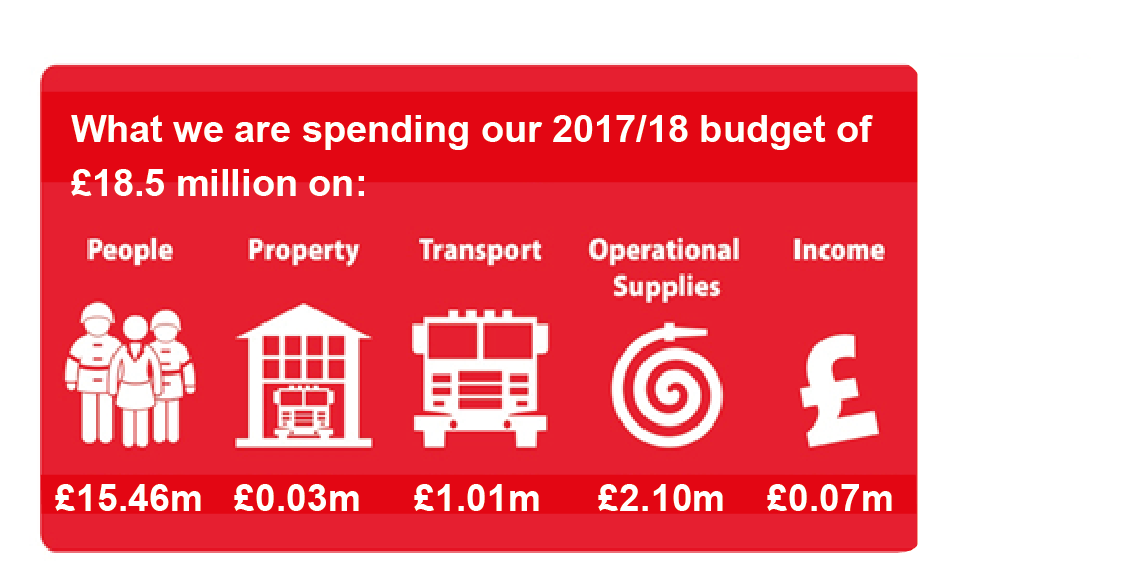 What we are spending our 2017/18 budget of
£18.5 million on:
People Property Transport Operational Supplies Income
£15.46m £0.03m £1.01m £2.10m £0.07m